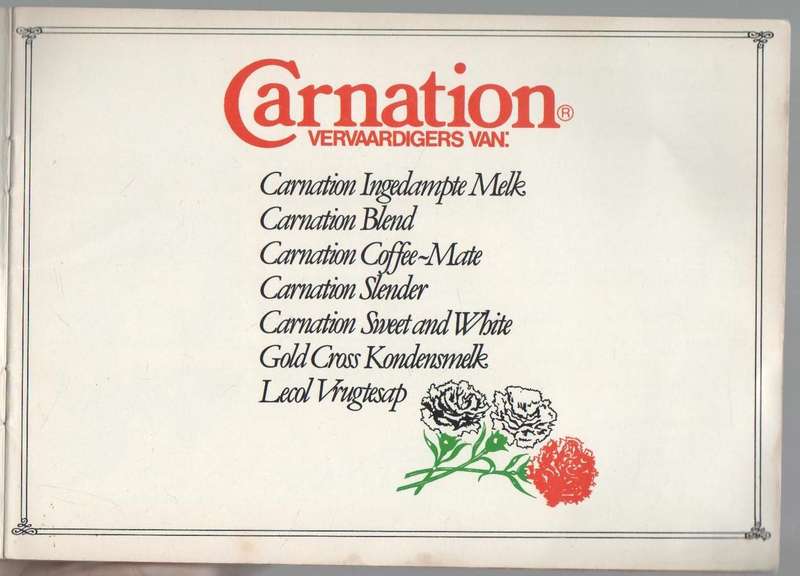 Carnation®
VERVAARDIGERS VAN:
Carnation Ingedampte Melk
Carnation Blend
Carnation Coffee~Mate
Carnation Slender
Carnation Sweet and White
Gold Cross Kondensmelk
Lecol Vrugtesap